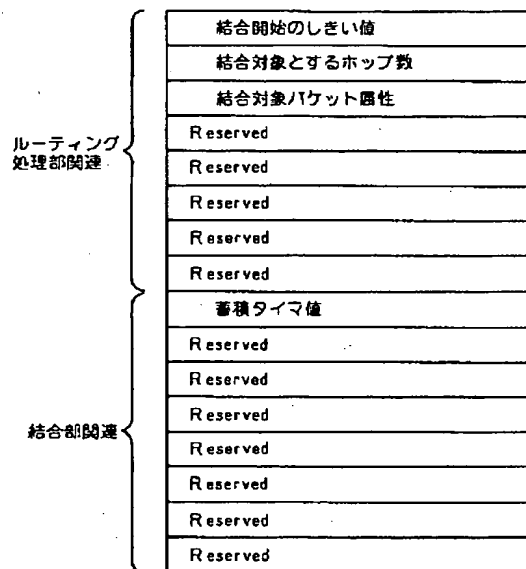 結合開始のしきい値
結合対象とするホップ数
結合対象パケット属性
ルーティング
処理部関連
Reserved
Reserved
Reserved
Reserved
Reserved
蓄積タイマ値
結合部関連
Reserved
Reserved
Reserved
Reserved
Reserved
Reserved
Reserved